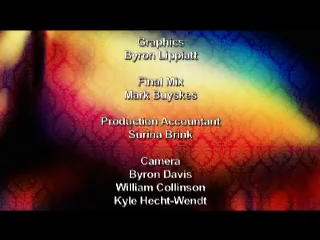 Graphics
Byron Lippiatt
Final Mix
Mark Buyskes
Production Accountant
Surina Brink
Camera
Byron Davis
William Collinson
Kyle Hecht-Wendt